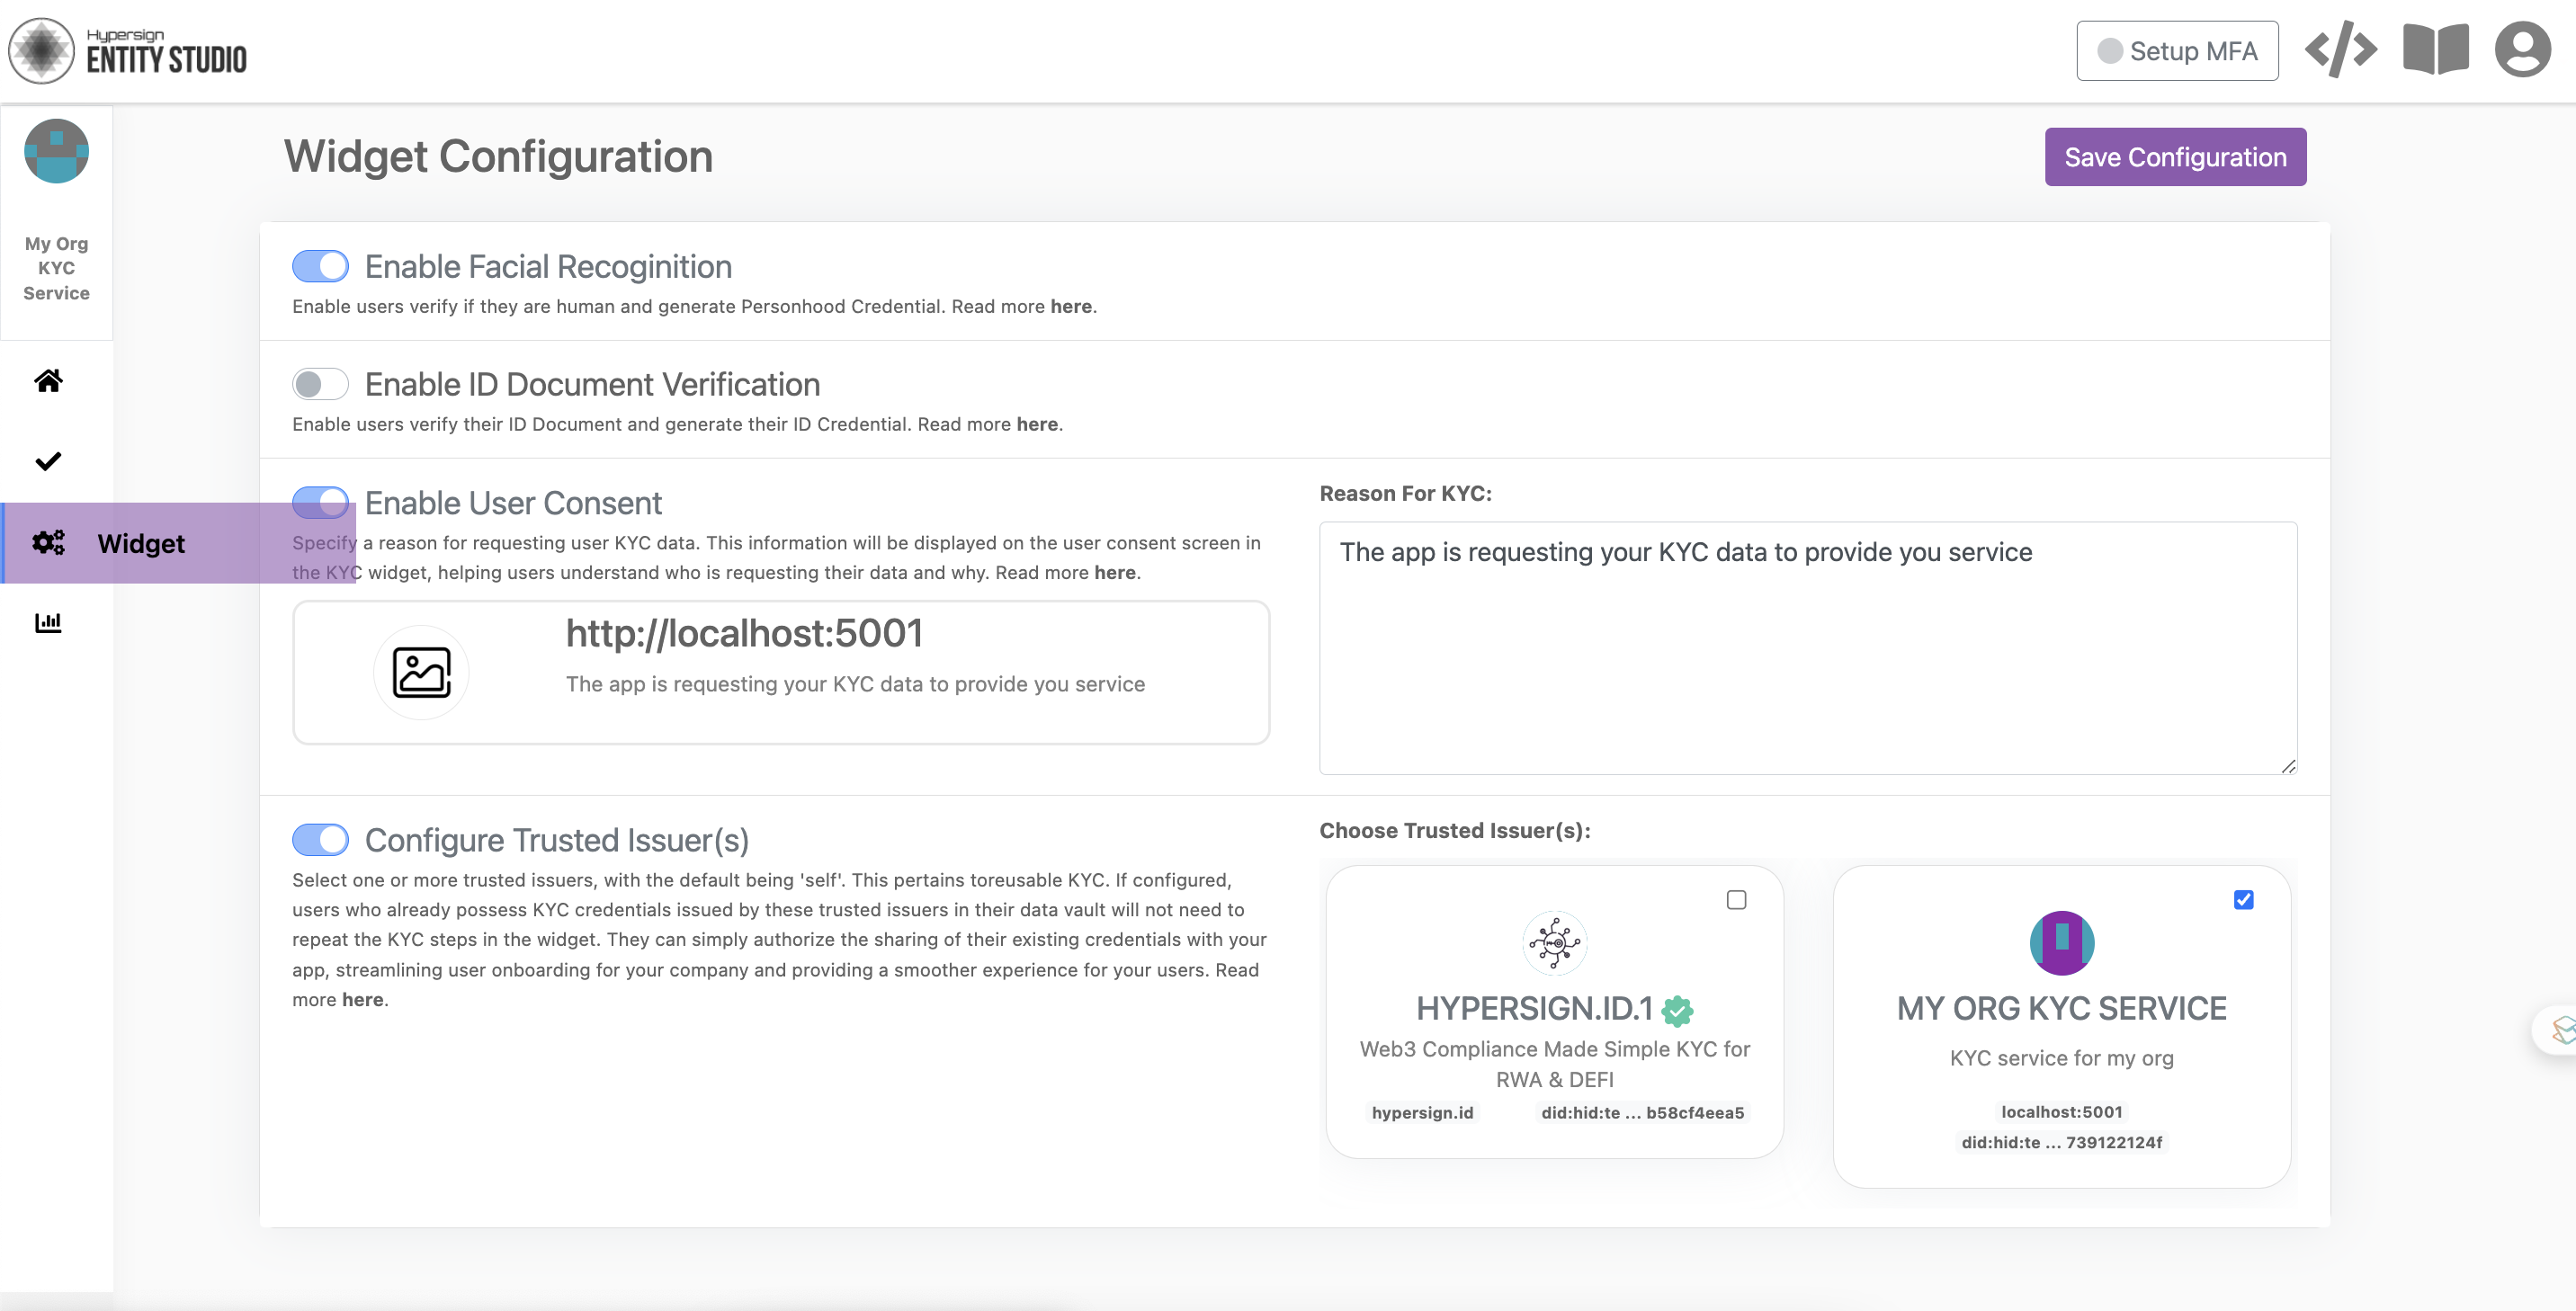 Hypersign
ENTITY STUDIO
Setup MFA
My Org
KYC
Service
Widget Configuration
Save Configuration
Enable Facial Recoginition
Enable users verify if they are human and generate Personhood Credential. Read more here.
Enable ID Document Verification
Enable users verify their ID Document and generate their ID Credential. Read more here.
Widget
Enable User Consent
Specify a reason for requesting user KYC data. This information will be displayed on the user consent screen in
the KYC widget, helping users understand who is requesting their data and why. Read more here.
http://localhost:5001
The app is requesting your KYC data to provide you service
Reason For KYC:
The app is requesting your KYC data to provide you service
Configure Trusted Issuer(s)
Select one or more trusted issuers, with the default being 'self'. This pertains toreusable KYC. If configured,
users who already possess KYC credentials issued by these trusted issuers in their data vault will not need to
repeat the KYC steps in the widget. They can simply authorize the sharing of their existing credentials with your
app, streamlining user onboarding for your company and providing a smoother experience for your users. Read
more here.
Choose Trusted Issuer(s):
HYPERSIGN.ID.1
Web3 Compliance Made Simple KYC for
RWA & DEFI
hypersign.id
did:hid:te ... b58cf4eea5
MY ORG KYC SERVICE
KYC service for my org
localhost:5001
did:hid:te ... 739122124f